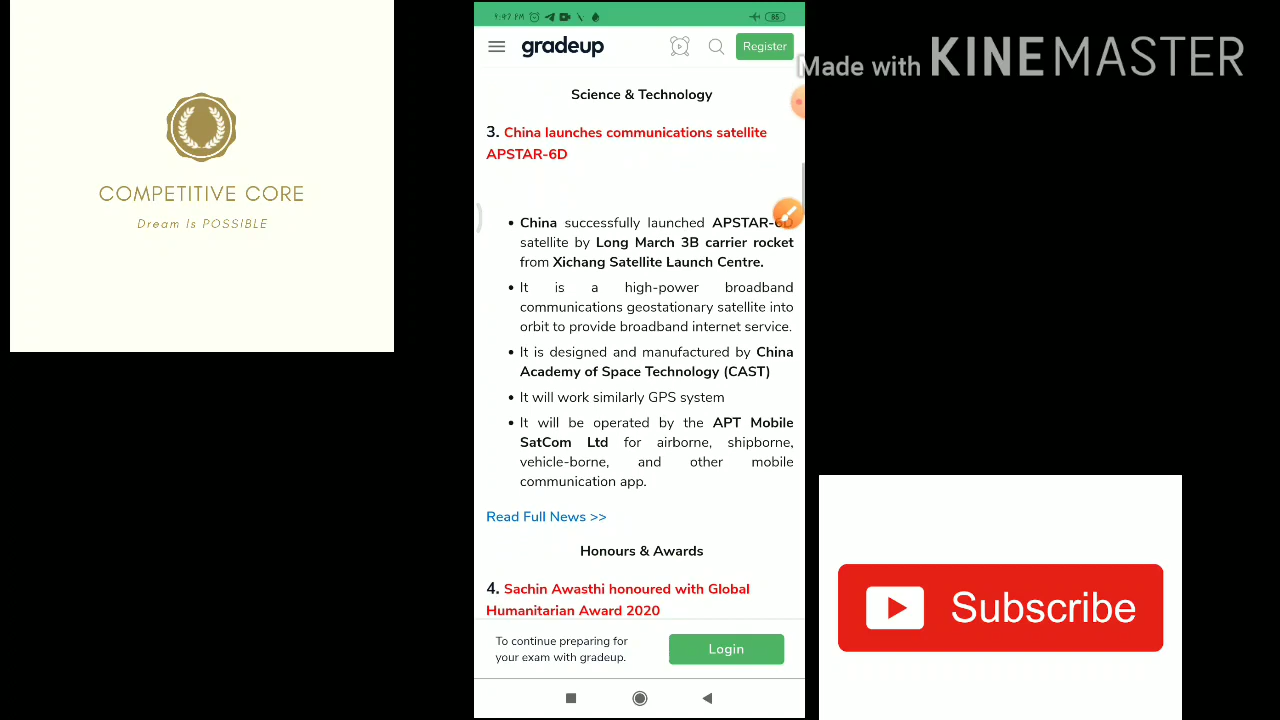 9:47 PM
85
gradeup
Register
Made with KINEMASTER
Science & Technology
3. China launches communications satellite
APSTAR-6D
COMPETITIVE CORE
Dream Is POSSIBLE
• China successfully launched APSTAR-6D
satellite by Long March 3B carrier rocket
from Xichang Satellite Launch Centre.
• It is a high-power broadband
communications geostationary satellite into
orbit to provide broadband internet service.
• It is designed and manufactured by China
Academy of Space Technology (CAST)
• It will work similarly GPS system
• It will be operated by the APT Mobile
SatCom Ltd for airborne, shipborne,
vehicle-borne, and other mobile
communication app.
Read Full News >>
Honours & Awards
4. Sachin Awasthi honoured with Global
Humanitarian Award 2020
To continue preparing for
your exam with gradeup.
Login
Subscribe